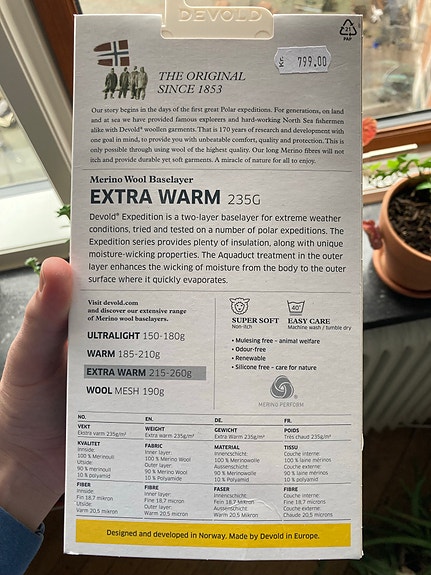 DEVOLD
21
PAP
Kr. 799.00
THE ORIGINAL
SINCE 1853
Our story begins in the days of the first great Polar expeditions. For generations, on land
and at sea we have provided famous explorers and hard-working North Sea fishermen
alike with Devold® woollen garments. That is 170 years of research and development with
one goal in mind, to provide you with unbeatable comfort, quality and protection. This is
only possible through using wool of the highest quality. Our long Merino fibres will not
itch and provide durable yet soft garments. A miracle of nature for all to enjoy.
Merino Wool Baselayer
EXTRA WARM 235G
Devold® Expedition is a two-layer baselayer for extreme weather
conditions, tried and tested on a number of polar expeditions. The
Expedition series provides plenty of insulation, along with unique
moisture-wicking properties. The Aquaduct treatment in the outer
layer enhances the wicking of moisture from the body to the outer
surface where it quickly evaporates.
Visit devold.com
and discover our extensive range
of Merino wool baselayers.
ULTRALIGHT 150-180g
WARM 185-210g
EXTRA WARM 215-260g
WOOL MESH 190g
40°
SUPER SOFT
Non-itch
EASY CARE
Machine wash / tumble dry
• Mulesing free – animal welfare
• Odour-free
• Renewable
• Silicone free – care for nature
MERINO PERFORM
NO.
VEKT
Ekstra varm 235g/m²
KVALITET
Innside:
100 % Merinoull
Utside:
90 % merinoull
10 % polyamid
FIBER
Innside:
Fin 18,7 mikron
Utside:
Varm 20,5 mikron
EN.
WEIGHT
Extra warm 235g/m²
FABRIC
Inner layer:
100 % Merino Wool
Outer layer:
90 % Merino Wool
10 % Polyamide
FIBRE
Inner layer:
Fine 18,7 micron
Outer layer:
Warm 20,5 Micron
DE.
GEWICHT
Extra Warm 235g/m²
MATERIAL
Innenschicht:
100 % Merinowolle
Aussenschicht:
90 % Merinowolle
10 % Polyamide
FASER
Innenschicht:
Fein 18,7 Mikron
Aussenschicht:
Warm 20,5 Mikron
FR.
POIDS
Très chaud 235g/m²
TISSU
Couche interne:
100 % laine mérinos
Couche externe:
90 % laine mérinos
10 % Polyamide
FIBRE
Couche interne:
Fine 18,7 microns
Couche externe:
Chaude 20,5 microns
Designed and developed in Norway. Made by Devold in Europe.